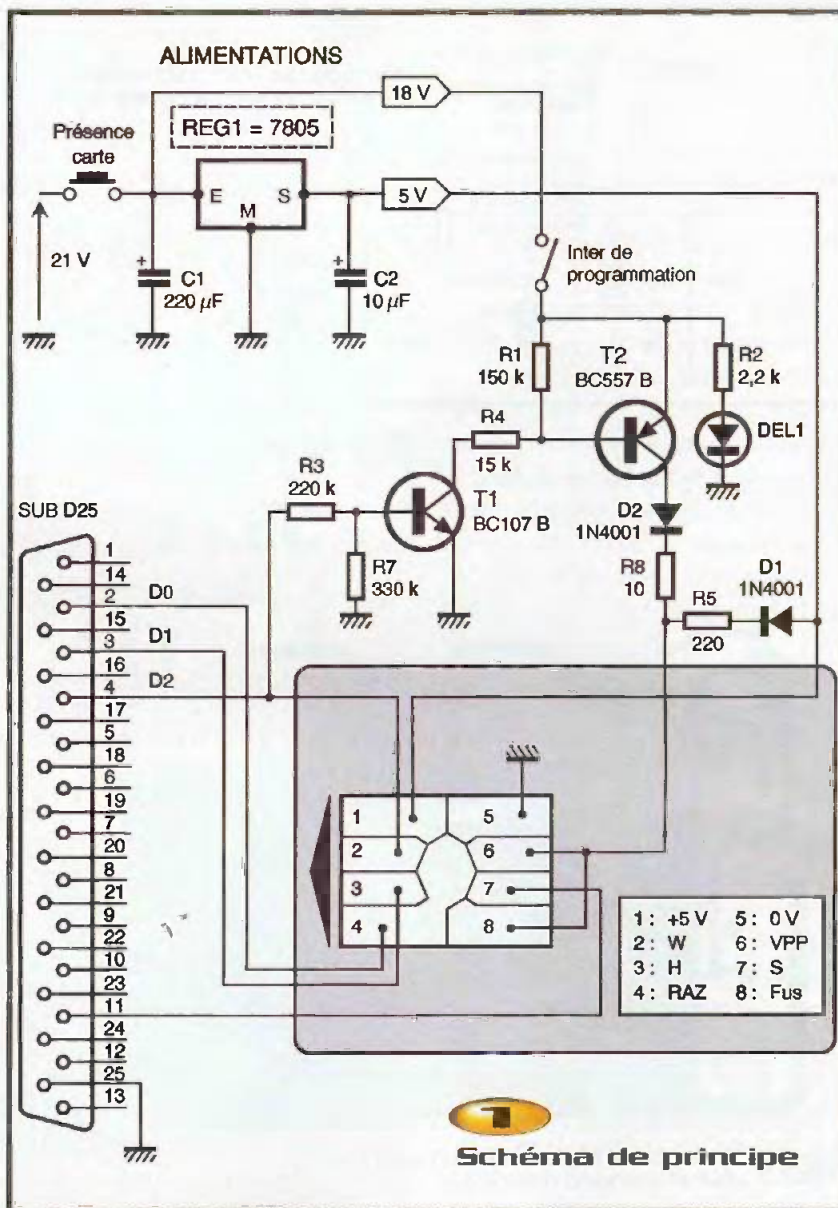 ALIMENTATIONS
18 V
REG1 = 7805
Présence
carte
E
M
S
5 V
21 V
+
C1
220 µF
+
C2
10 µF
Inter de
programmation
R1
150 k
T2
BC557 B
R2
2,2 k
R4
15 k
DEL1
R3
220 k
T1
BC107 B
D2
1N4001
R7
330 k
R8
10
D1
1N4001
R5
220
SUB D25
1
14
2
D0
15
3
D1
16
4
D2
17
5
18
6
19
7
20
8
21
9
22
10
23
11
24
12
25
13
1
5
2
6
3
7
4
8
1 : +5 V 5 : 0 V
2 : W 6 : VPP
3 : H 7 : S
4 : RAZ 8 : Fus
1
Schéma de principe